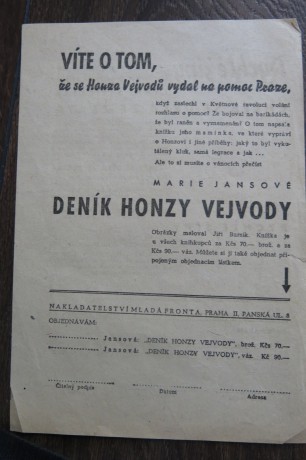 VÍTE O TOM,
že se Honza Vejvodů vydal na pomoc Praze,
když zaslechl v Květnové revoluci volání
rozhlasu o pomoc? Že bojoval na barikádách,
že byl raněn a vyznamenán? O tom napsala
knížku jeho maminka, ve které vypráví
o Honzovi i jiné příběhy: jaký to byl vyku-
tálený kluk, samá legrace a jak ...
Ale to si musíte o vánocích přečíst
MARIE JANSOVÉ
DENÍK HONZY VEJVODY
Obrázky maloval Jiří Knížka je
u všech knihkupců za Kčs 70.— brož. a za
Kčs 90.— váz. Můžete si ji také objednat při-
pojeným objednacím lístkem.
NAKLADATELSTVÍ MLADÁ FRONTA, PRAHA II, PANSKÁ UL. 8
OBJEDNÁVÁM:
Jansová: „DENÍK HONZY VEJVODY“, brož. Kčs 70.—
Jansová: „DENÍK HONZY VEJVODY“, váz. Kčs 90.—
Čitelný podpis
Datum
Adresa